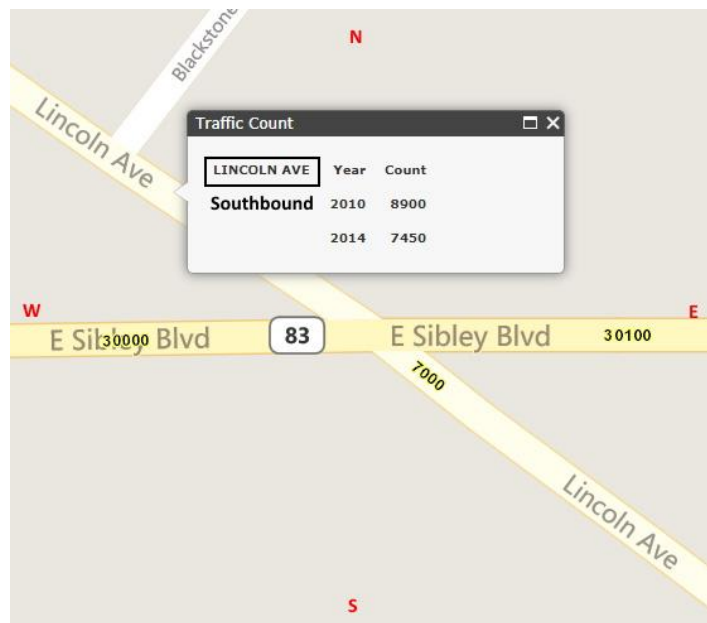 Blackstone
N
Lincoln Ave
Traffic Count
LINCOLN AVE Year Count
Southbound 2010 8900
2014 7450
W
E
E Sibley Blvd
30000
83
E Sibley Blvd
30100
7000
Lincoln Ave
S